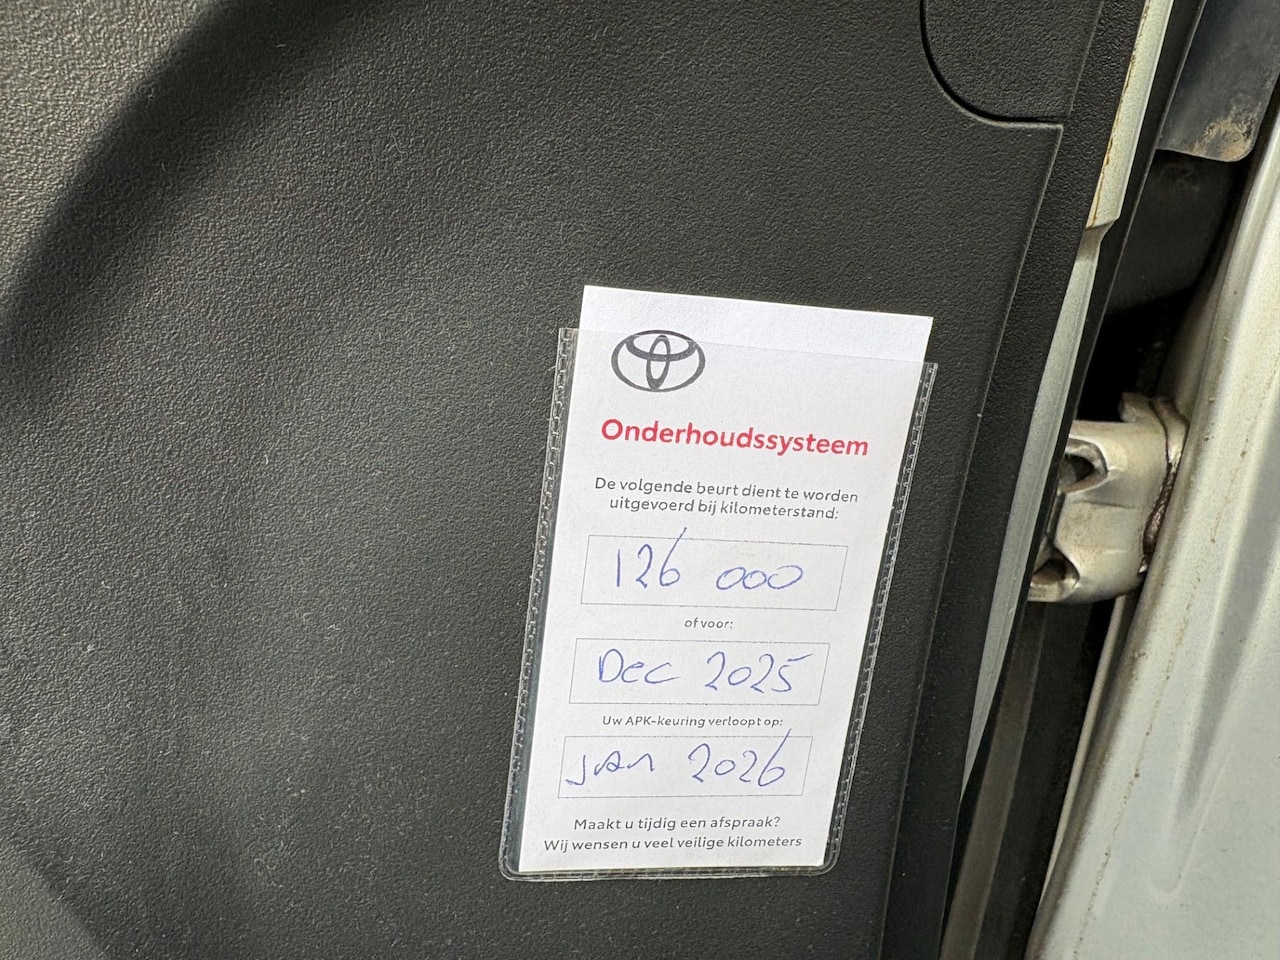 Onderhoudssysteem
De volgende beurt dient te worden
uitgevoerd bij kilometerstand:
126 000
of voor:
Dec 2025
Uw APK-keuring verloopt op:
jan 2026
Maakt u tijdig een afspraak?
Wij wensen u veel veilige kilometers